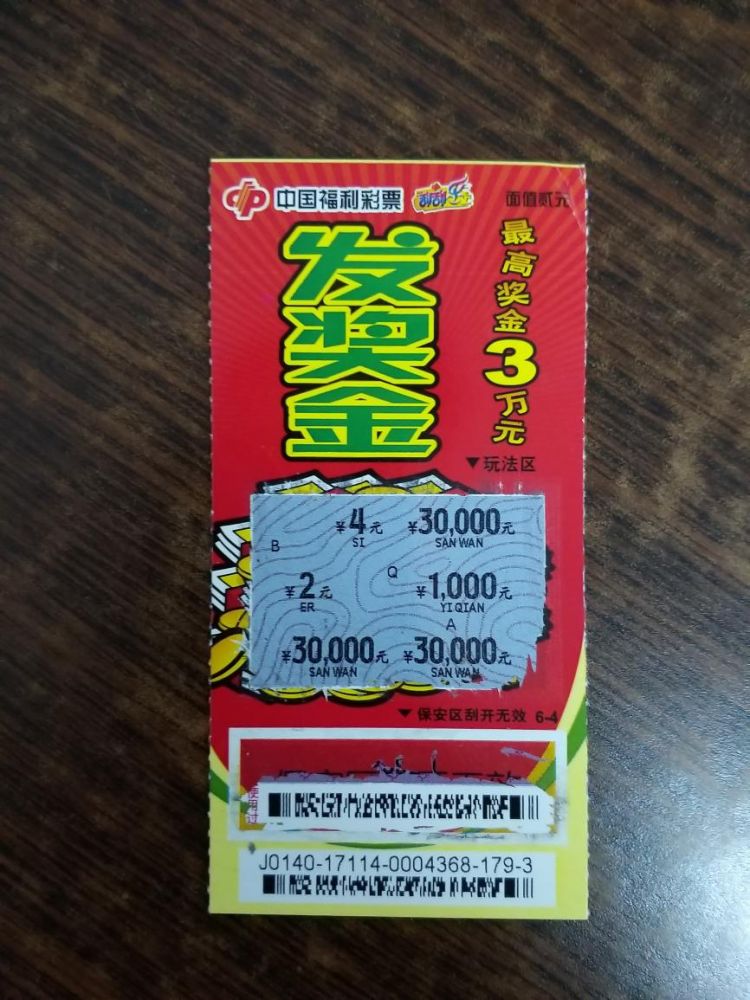 中国福利彩票 刮刮乐 面值贰元
发奖金
最高奖金3万元
▼玩法区
¥4元 ¥30,000元
SI SAN WAN
B
¥2元 Q ¥1,000元
ER YI QIAN
A
¥30,000元 ¥30,000元
SAN WAN SAN WAN
▼保安区刮开无效 6-4
使用过
J0140-17114-0004368-179-3